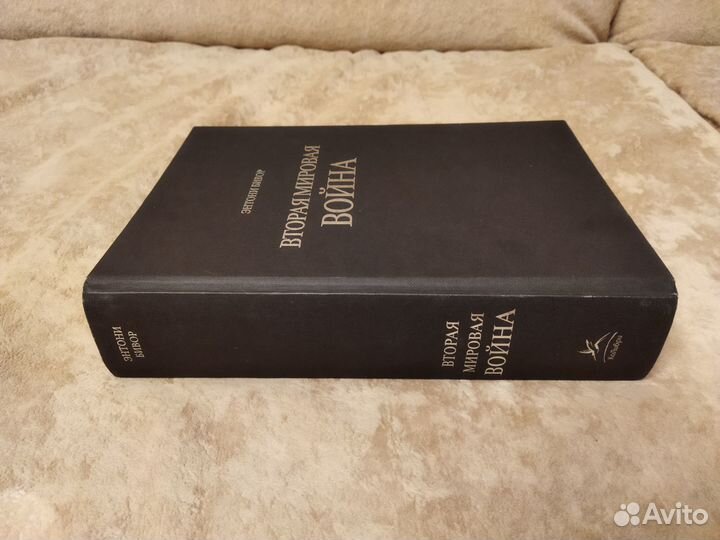 ЭНТОНИ БИВОР
ВТОРАЯ МИРОВАЯ
ВОЙНА
ЭНТОНИ
БИВОР
ВТОРАЯ
МИРОВАЯ
ВОЙНА
КоЛибри
Avito